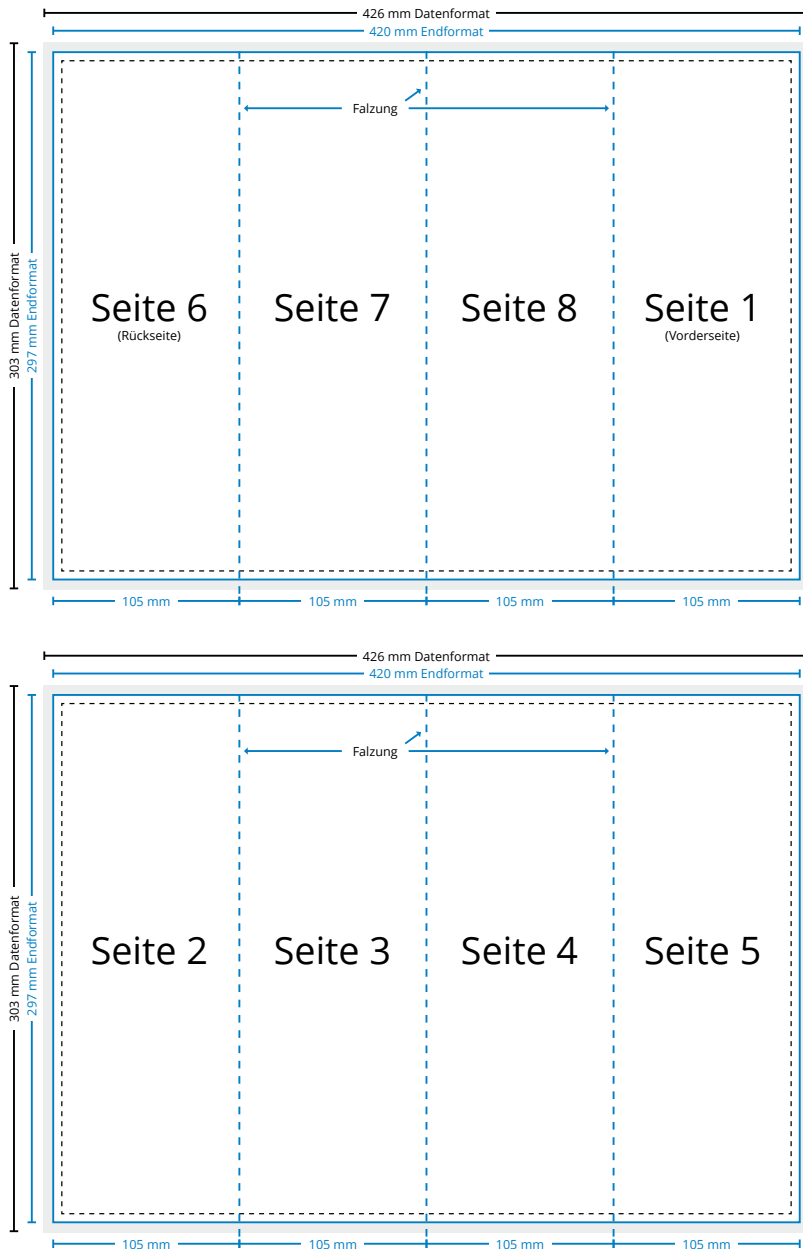 426 mm Datenformat
420 mm Endformat
Falzung
303 mm Datenformat
297 mm Endformat
Seite 6
(Rückseite)
Seite 7
Seite 8
Seite 1
(Vorderseite)
105 mm
105 mm
105 mm
105 mm
426 mm Datenformat
420 mm Endformat
Falzung
303 mm Datenformat
297 mm Endformat
Seite 2
Seite 3
Seite 4
Seite 5
105 mm
105 mm
105 mm
105 mm